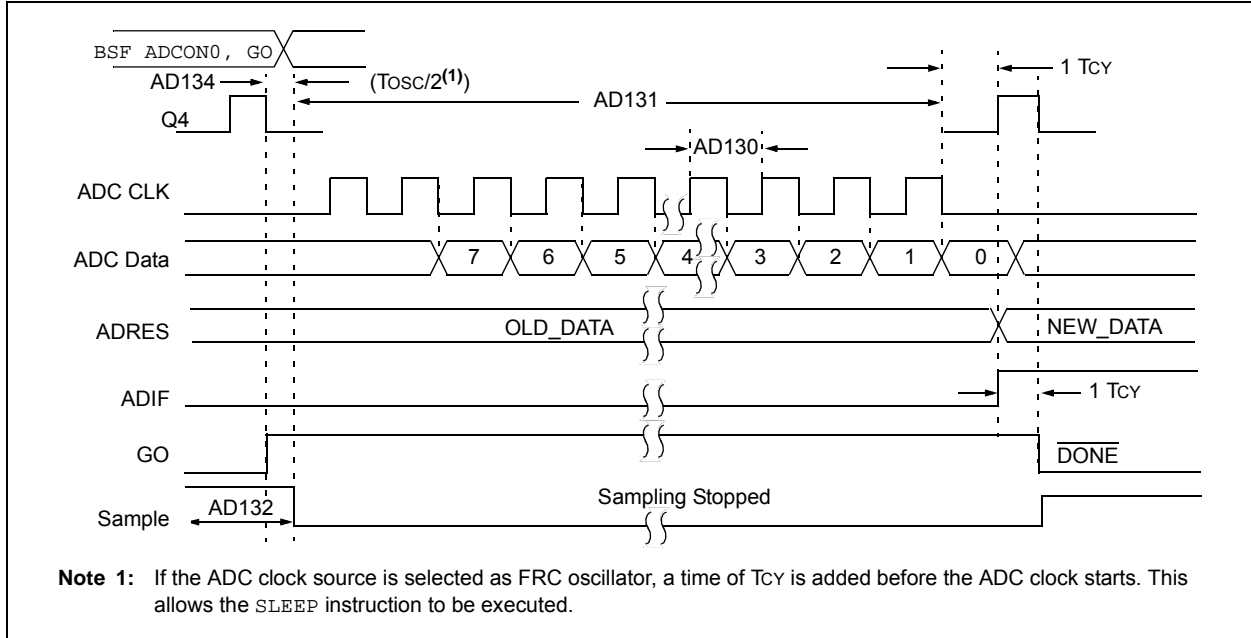 BSF ADCON0, GO
AD134
(TOSC/2(1))
1 TCY
AD131
Q4
AD130
ADC CLK
ADC Data
7
6
5
4
3
2
1
0
ADRES
OLD_DATA
NEW_DATA
ADIF
1 TCY
GO
DONE
Sample
AD132
Sampling Stopped
Note 1: If the ADC clock source is selected as FRC oscillator, a time of TCY is added before the ADC clock starts. This
allows the SLEEP instruction to be executed.